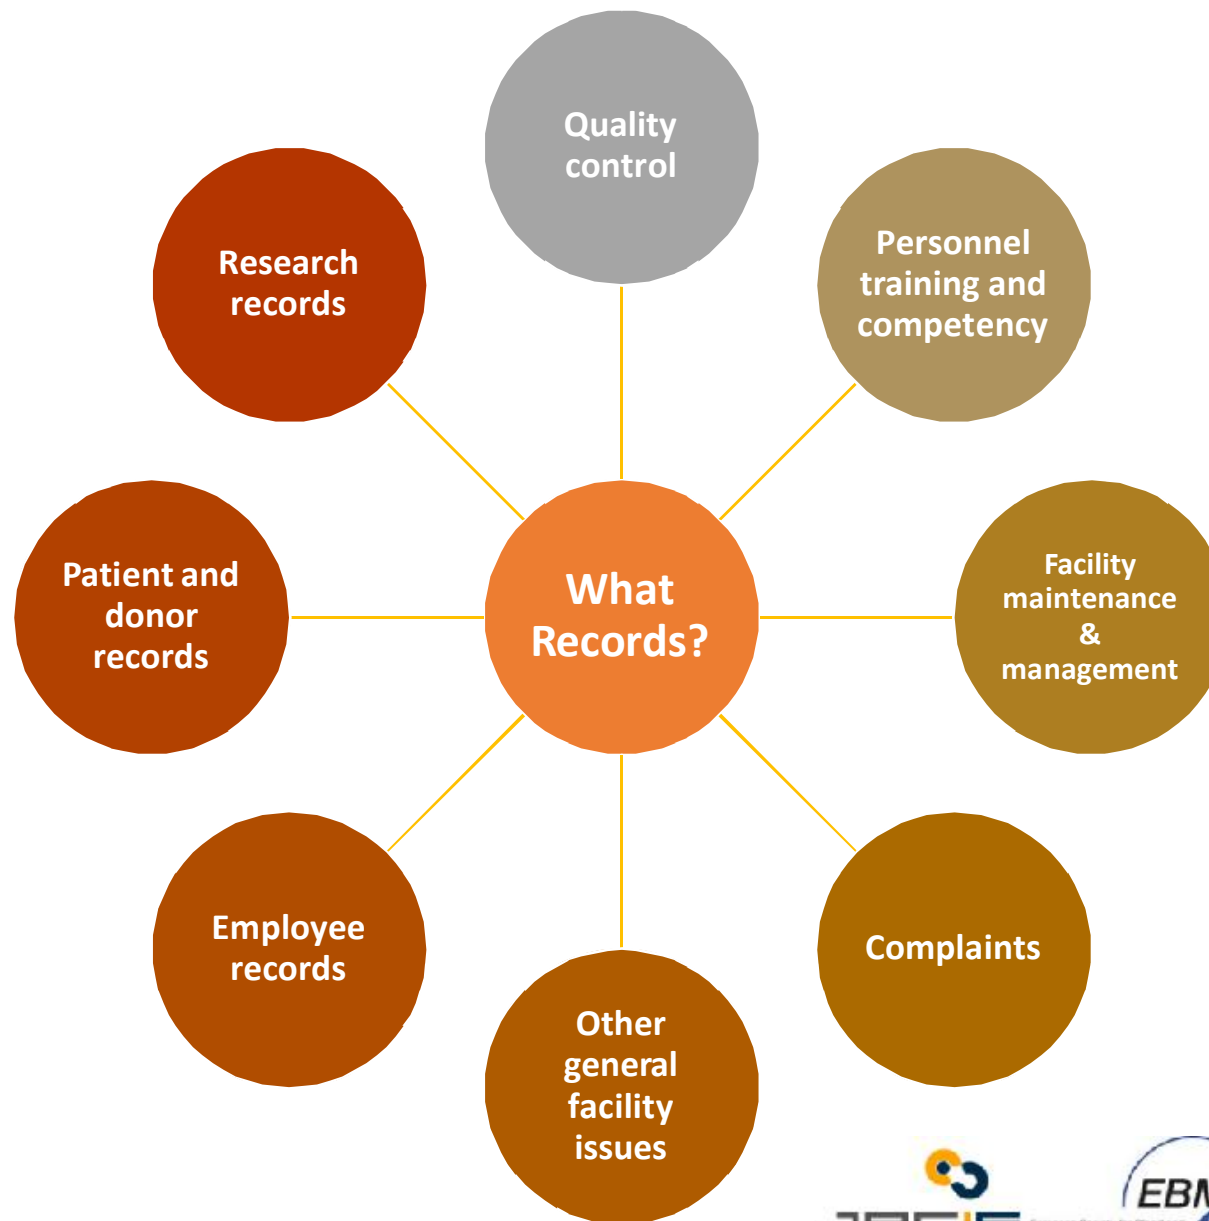 Quality
control
Personnel
training and
competency
Facility
maintenance
&
management
Complaints
Other
general
facility
issues
Employee
records
Patient and
donor
records
Research
records
What
Records?